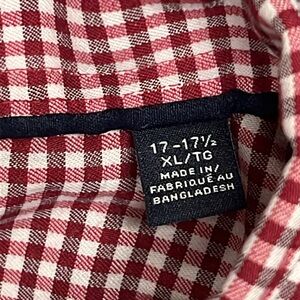 17-17½
XL/TG
MADE IN/
FABRIQUÉ AU
BANGLADESH